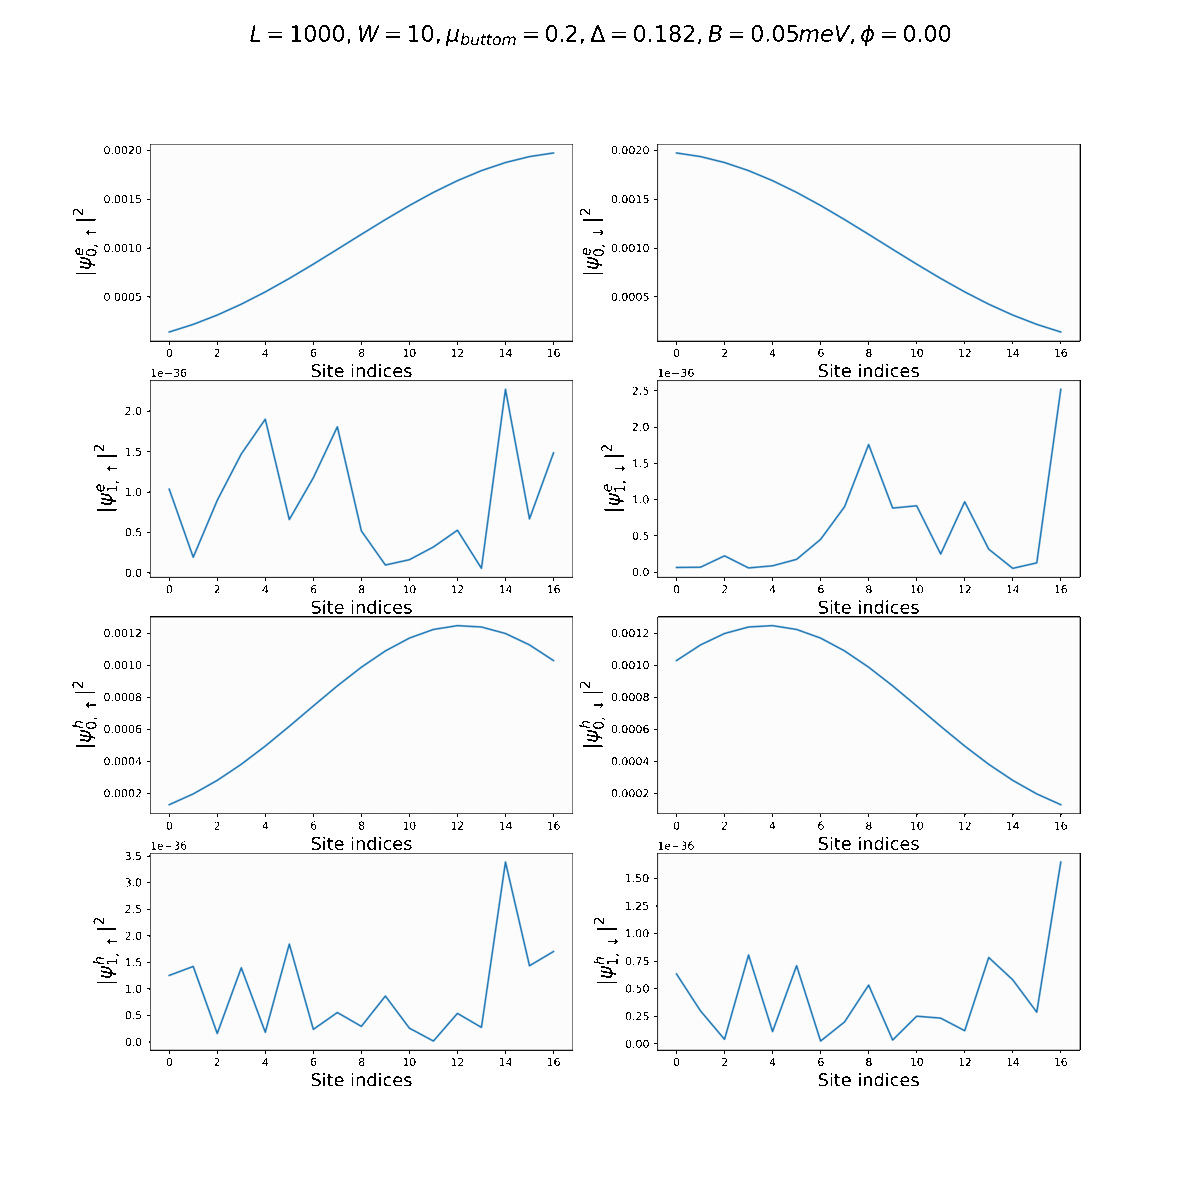 L = 1000, W = 10, μ_buttom = 0.2, Δ = 0.182, B = 0.05meV, ϕ = 0.00
|ψ^e_{0,↑}|^2
0.0020
0.0015
0.0010
0.0005
0 2 4 6 8 10 12 14 16
Site indices
|ψ^e_{0,↓}|^2
0.0020
0.0015
0.0010
0.0005
0 2 4 6 8 10 12 14 16
Site indices
1e−36
|ψ^e_{1,↑}|^2
2.0
1.5
1.0
0.5
0.0
0 2 4 6 8 10 12 14 16
Site indices
1e−36
|ψ^e_{1,↓}|^2
2.5
2.0
1.5
1.0
0.5
0.0
0 2 4 6 8 10 12 14 16
Site indices
|ψ^h_{0,↑}|^2
0.0012
0.0010
0.0008
0.0006
0.0004
0.0002
0 2 4 6 8 10 12 14 16
Site indices
|ψ^h_{0,↓}|^2
0.0012
0.0010
0.0008
0.0006
0.0004
0.0002
0 2 4 6 8 10 12 14 16
Site indices
1e−36
|ψ^h_{1,↑}|^2
3.5
3.0
2.5
2.0
1.5
1.0
0.5
0.0
0 2 4 6 8 10 12 14 16
Site indices
1e−36
|ψ^h_{1,↓}|^2
1.50
1.25
1.00
0.75
0.50
0.25
0.00
0 2 4 6 8 10 12 14 16
Site indices